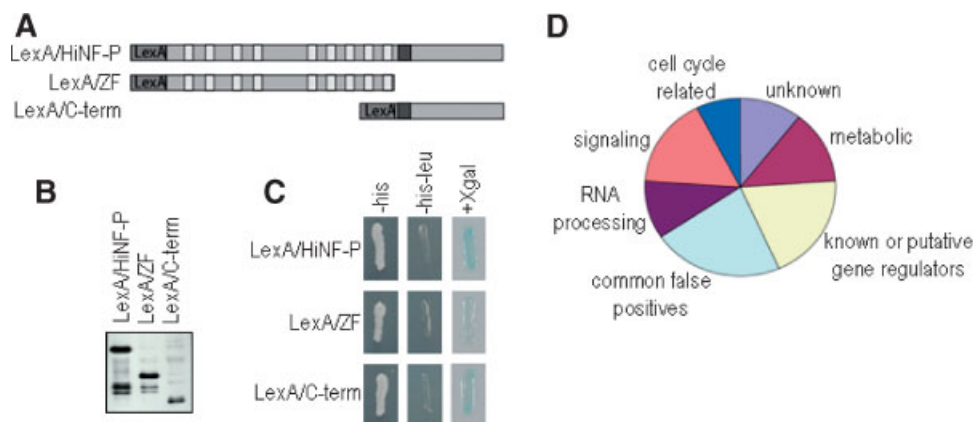 A
LexA/HiNF-P
LexA
LexA/ZF
LexA
LexA/C-term
LexA
B
LexA/HiNF-P
LexA/ZF
LexA/C-term
C
-his
-his-leu
+Xgal
LexA/HiNF-P
LexA/ZF
LexA/C-term
D
cell cycle
related
unknown
signaling
metabolic
RNA
processing
known or putative
gene regulators
common false
positives